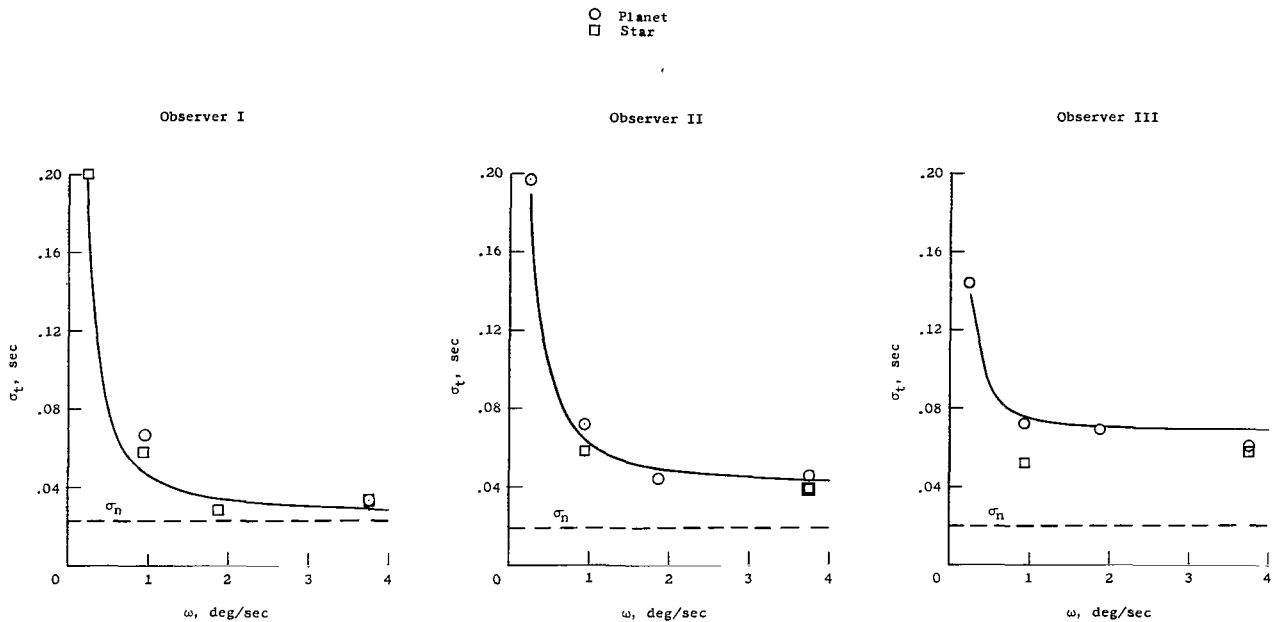 Planet
Star
Observer I
Observer II
Observer III
.20
.16
.12
.08
.04
σt, sec
σn
0
1
2
3
4
ω, deg/sec
.20
.16
.12
.08
.04
σt, sec
σn
0
1
2
3
4
ω, deg/sec
.20
.16
.12
.08
.04
σt, sec
σn
0
1
2
3
4
ω, deg/sec